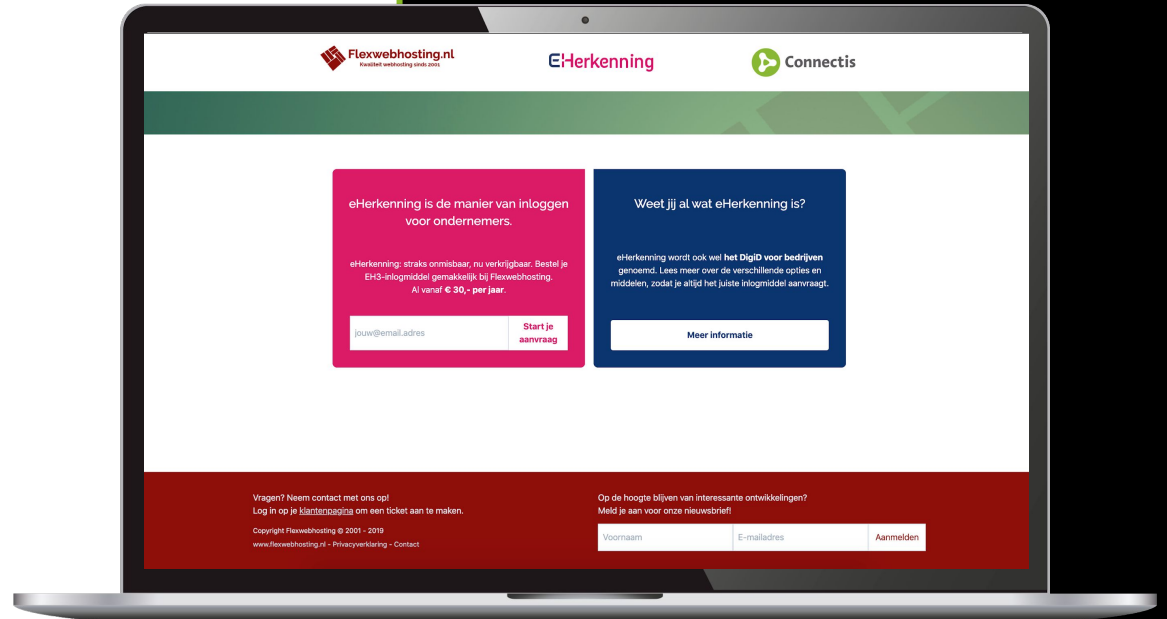 Flexwebhosting.nl
Kwaliteit webhosting sinds 2001
EHerkenning
Connectis
eHerkenning is de manier van inloggen
voor ondernemers.
eHerkenning: straks onmisbaar, nu verkrijgbaar. Bestel je
EH3-inlogmiddel gemakkelijk bij Flexwebhosting.
Al vanaf € 30,- per jaar.
jouw@email.adres
Start je
aanvraag
Weet jij al wat eHerkenning is?
eHerkenning wordt ook wel het DigiD voor bedrijven
genoemd. Lees meer over de verschillende opties en
middelen, zodat je altijd het juiste inlogmiddel aanvraagt.
Meer informatie
Vragen? Neem contact met ons op!
Log in op je klantenpagina om een ticket aan te maken.
Copyright Flexwebhosting @ 2001 - 2019
www.flexwebhosting.nl - Privacyverklaring - Contact
Op de hoogte blijven van interessante ontwikkelingen?
Meld je aan voor onze nieuwsbrief!
Voornaam
E-mailadres
Aanmelden